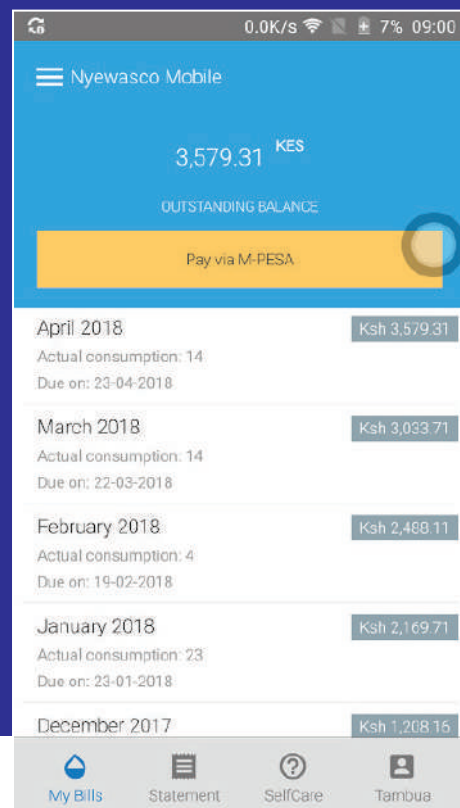 0.0K/s 7% 09:00
Nyewasco Mobile
3,579.31 KES
OUTSTANDING BALANCE
Pay via M-PESA
April 2018 Ksh 3,579.31
Actual consumption: 14
Due on: 23-04-2018
March 2018 Ksh 3,033.71
Actual consumption: 14
Due on: 22-03-2018
February 2018 Ksh 2,488.11
Actual consumption: 4
Due on: 19-02-2018
January 2018 Ksh 2,169.71
Actual consumption: 23
Due on: 23-01-2018
December 2017 Ksh 1,208.16
My Bills Statement SelfCare Tambua